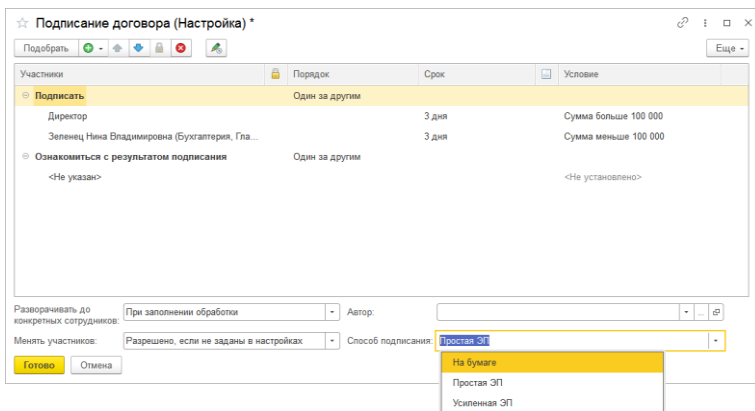 Подписание договора (Настройка) *
Подобрать Еще
Участники Порядок Срок Условие
Подписать Один за другим
Директор 3 дня Сумма больше 100 000
Зеленец Нина Владимировна (Бухгалтерия, Гла... 3 дня Сумма меньше 100 000
Ознакомиться с результатом подписания Один за другим
<Не указан> <Не установлено>
Разворачивать до конкретных сотрудников: При заполнении обработки Автор:
Менять участников: Разрешено, если не заданы в настройках Способ подписания: Простая ЭП
Готово Отмена На бумаге
Простая ЭП
Усиленная ЭП